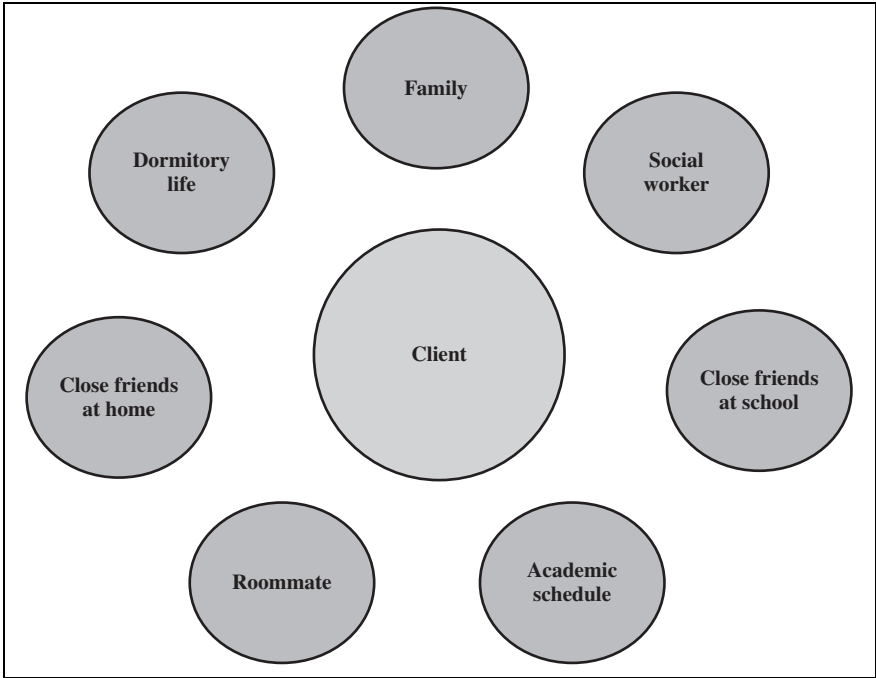 Family
Dormitory
life
Social
worker
Client
Close friends
at home
Close friends
at school
Roommate
Academic
schedule